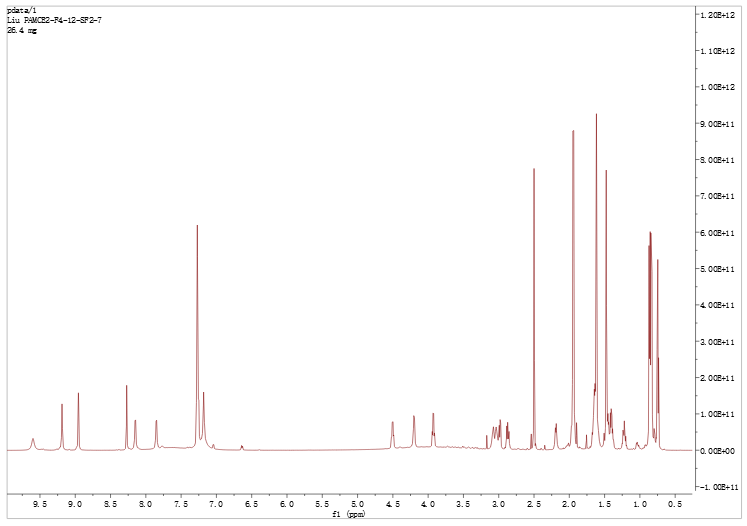 pdata/1
Liu PAMCE2-F4-12-SF2-7
26.4 mg
1.20E+12
1.10E+12
1.00E+12
9.00E+11
8.00E+11
7.00E+11
6.00E+11
5.00E+11
4.00E+11
3.00E+11
2.00E+11
1.00E+11
0.00E+00
-1.00E+11
9.5 9.0 8.5 8.0 7.5 7.0 6.5 6.0 5.5 5.0 4.5 4.0 3.5 3.0 2.5 2.0 1.5 1.0 0.5
f1 (ppm)